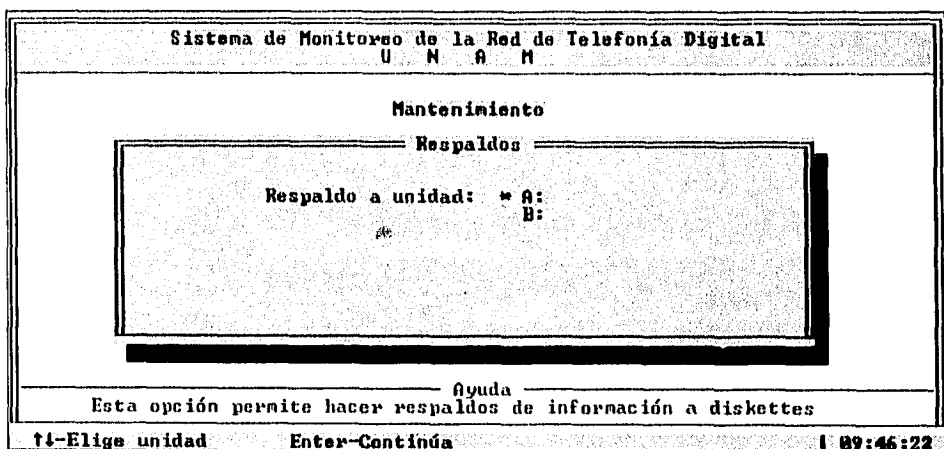 Sistema de Monitoreo de la Red de Telefonía Digital
U N A M
Mantenimiento
Respaldos
Respaldo a unidad: * A:
B:
Ayuda
Esta opción permite hacer respaldos de información a diskettes
↑↓-Elige unidad Enter-Continúa | 09:46:22